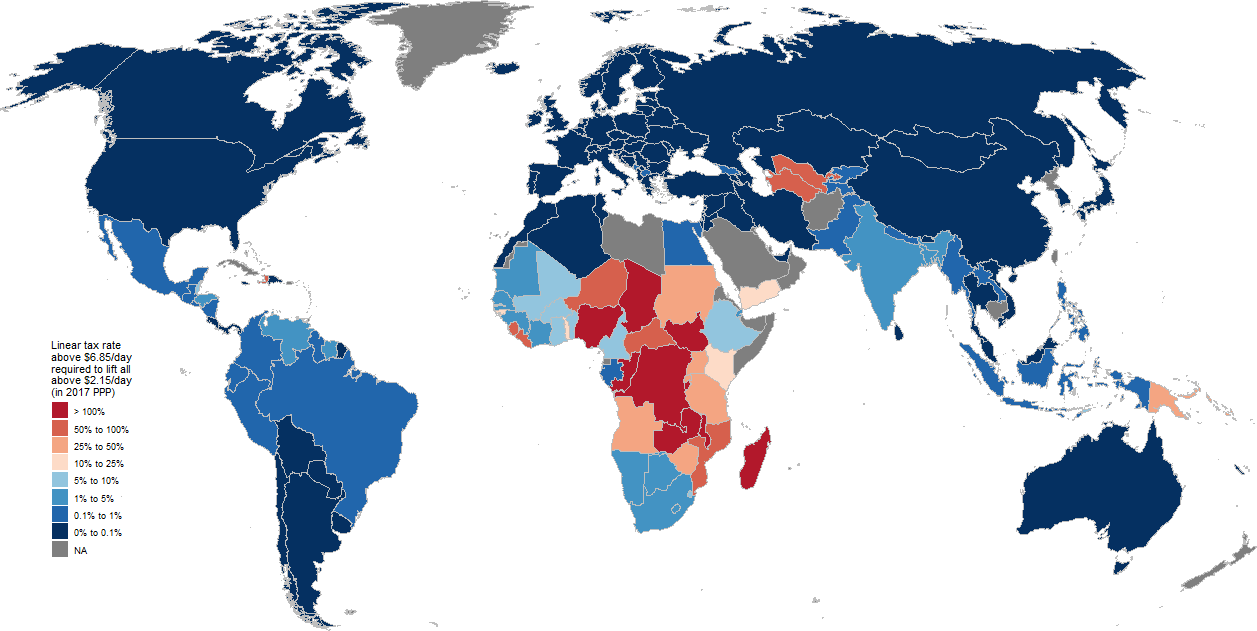 Linear tax rate
above $6.85/day
required to lift all
above $2.15/day
(in 2017 PPP)
> 100%
50% to 100%
25% to 50%
10% to 25%
5% to 10%
1% to 5%
0.1% to 1%
0% to 0.1%
NA